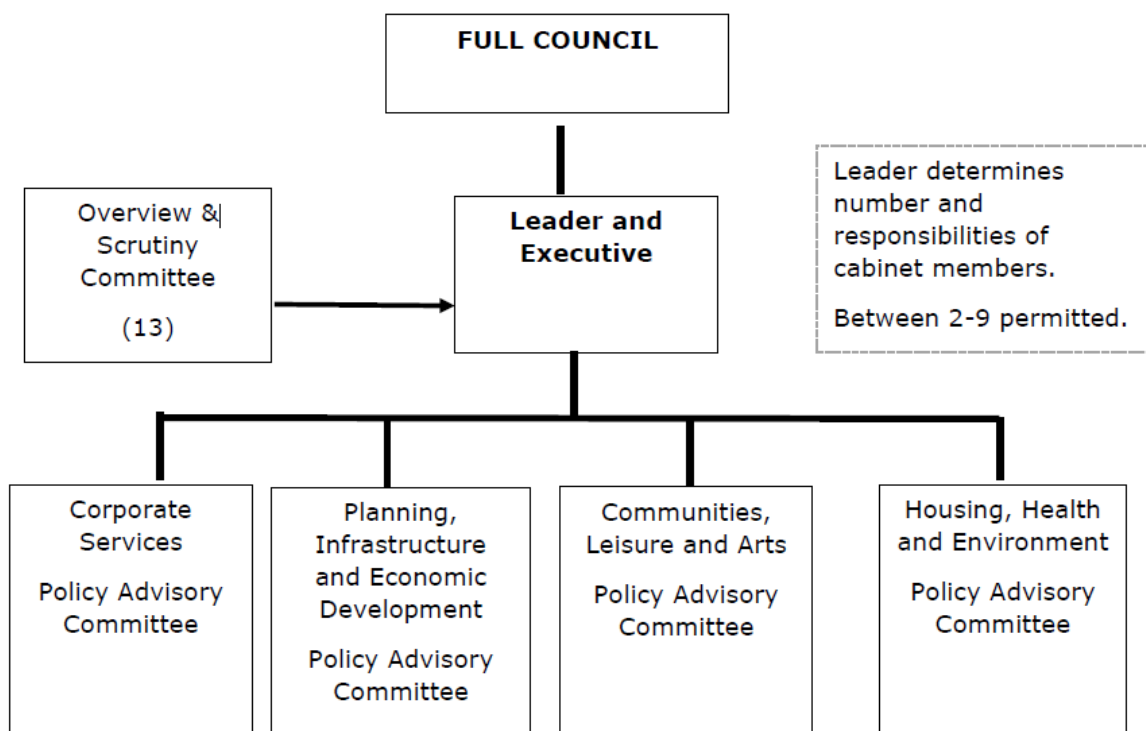 FULL COUNCIL
Leader determines
number and
responsibilities of
cabinet members.
Between 2-9 permitted.
Overview &
Scrutiny
Committee
(13)
Leader and
Executive
Corporate
Services
Policy Advisory
Committee
Planning,
Infrastructure
and Economic
Development
Policy Advisory
Committee
Communities,
Leisure and Arts
Policy Advisory
Committee
Housing, Health
and Environment
Policy Advisory
Committee